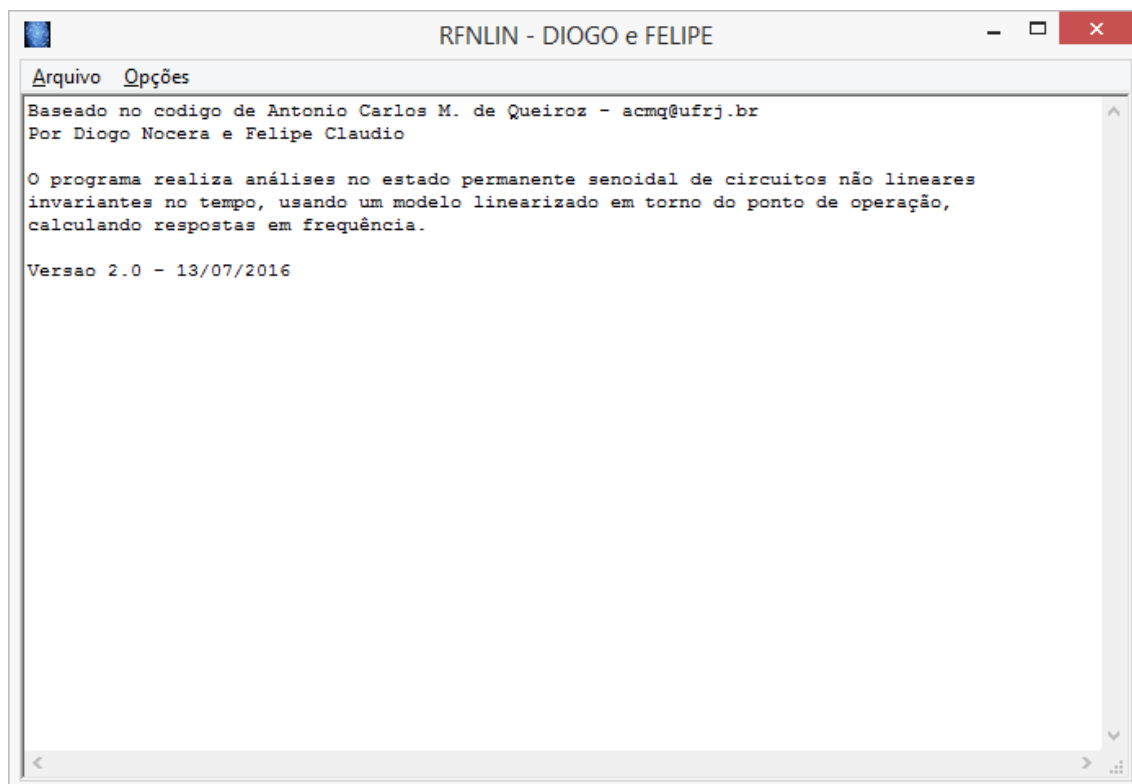 RFNLIN - DIOGO e FELIPE
Arquivo Opções
Baseado no codigo de Antonio Carlos M. de Queiroz - acmq@ufrj.br
Por Diogo Nocera e Felipe Claudio
O programa realiza análises no estado permanente senoidal de circuitos não lineares
invariantes no tempo, usando um modelo linearizado em torno do ponto de operação,
calculando respostas em frequência.
Versao 2.0 - 13/07/2016